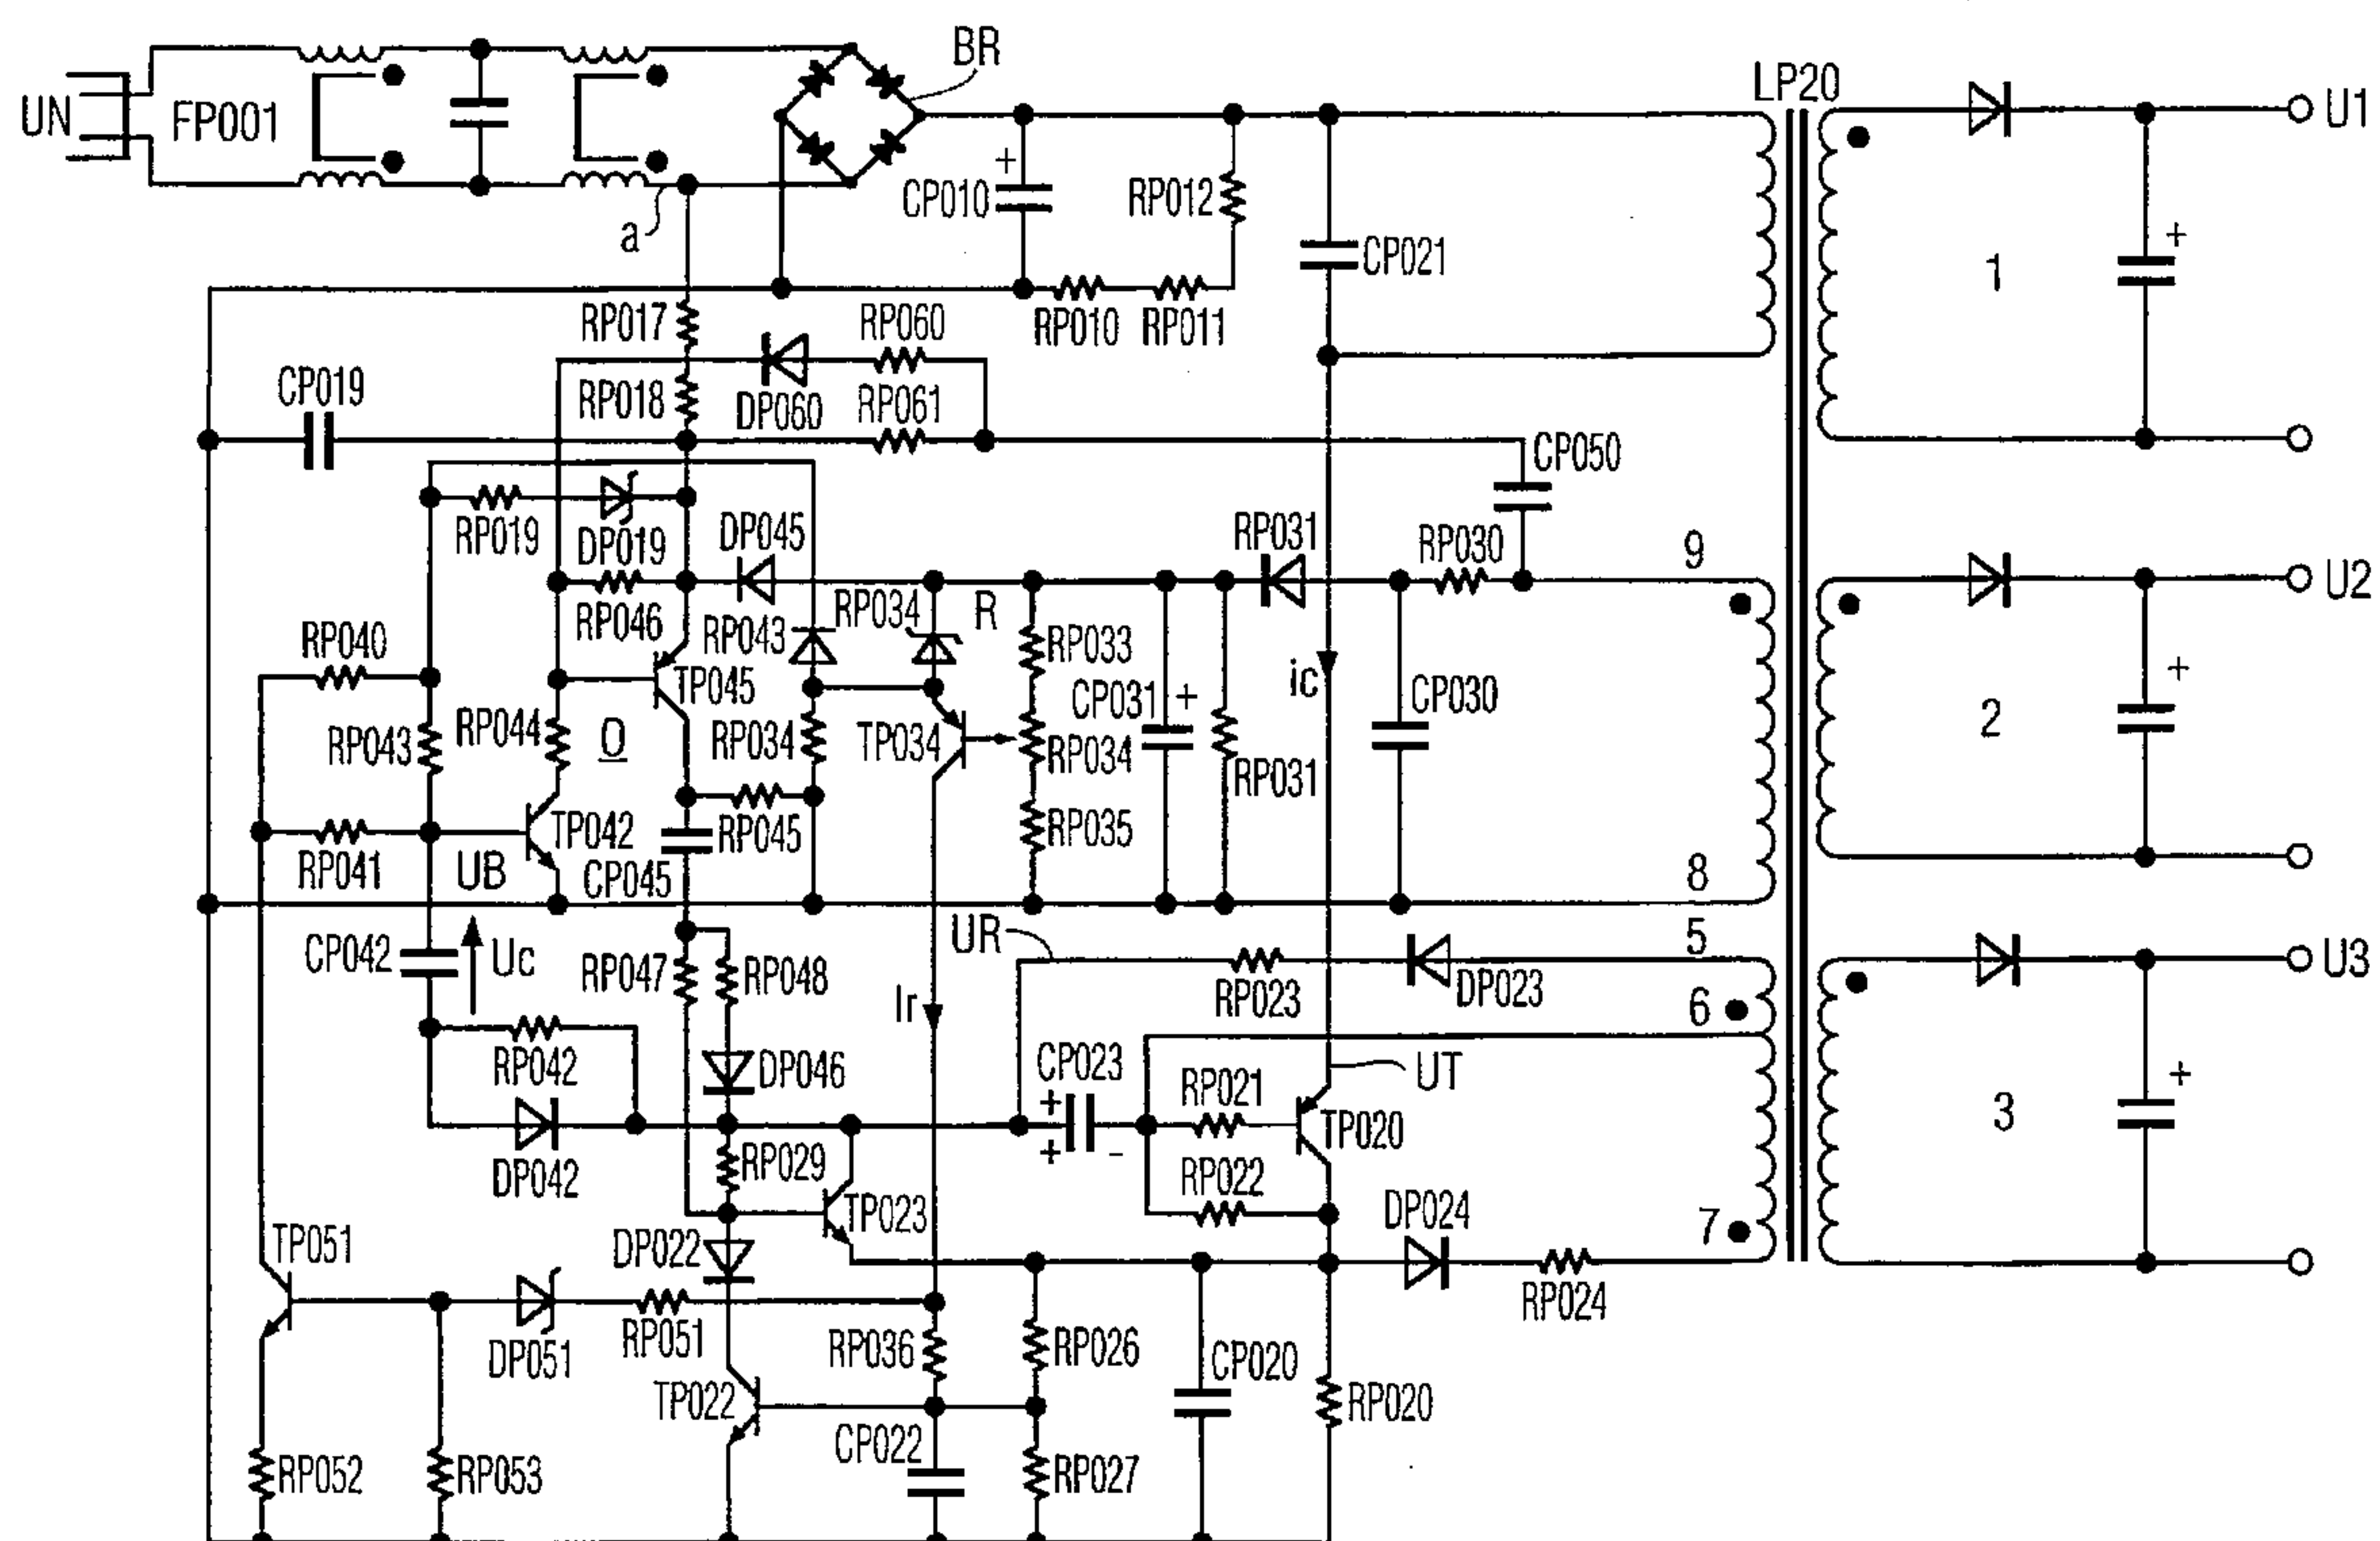 BR
LP20
U1
UN
FP001
CP010
+
RP012
a
CP021
+
1
RP017
RP060
RP010
RP011
CP019
RP018
DP060
RP061
CP050
RP019
DP019
DP045
RP031
RP030
9
U2
RP046
RP043
RP034
R
RP033
RP040
TP045
ic
CP030
+
CP031
+
RP043
RP044
O
RP034
TP034
RP034
2
RP031
TP042
RP045
RP035
RP041
UB
CP045
8
UR
5
CP042
Uc
RP047
RP048
RP023
DP023
U3
Ir
6
RP042
DP046
CP023
UT
+
RP021
+
TP020
3
+
-
DP042
RP029
RP022
TP023
DP024
7
TP051
DP022
RP024
DP051
RP051
RP036
RP026
CP020
TP022
RP020
CP022
RP052
RP053
RP027